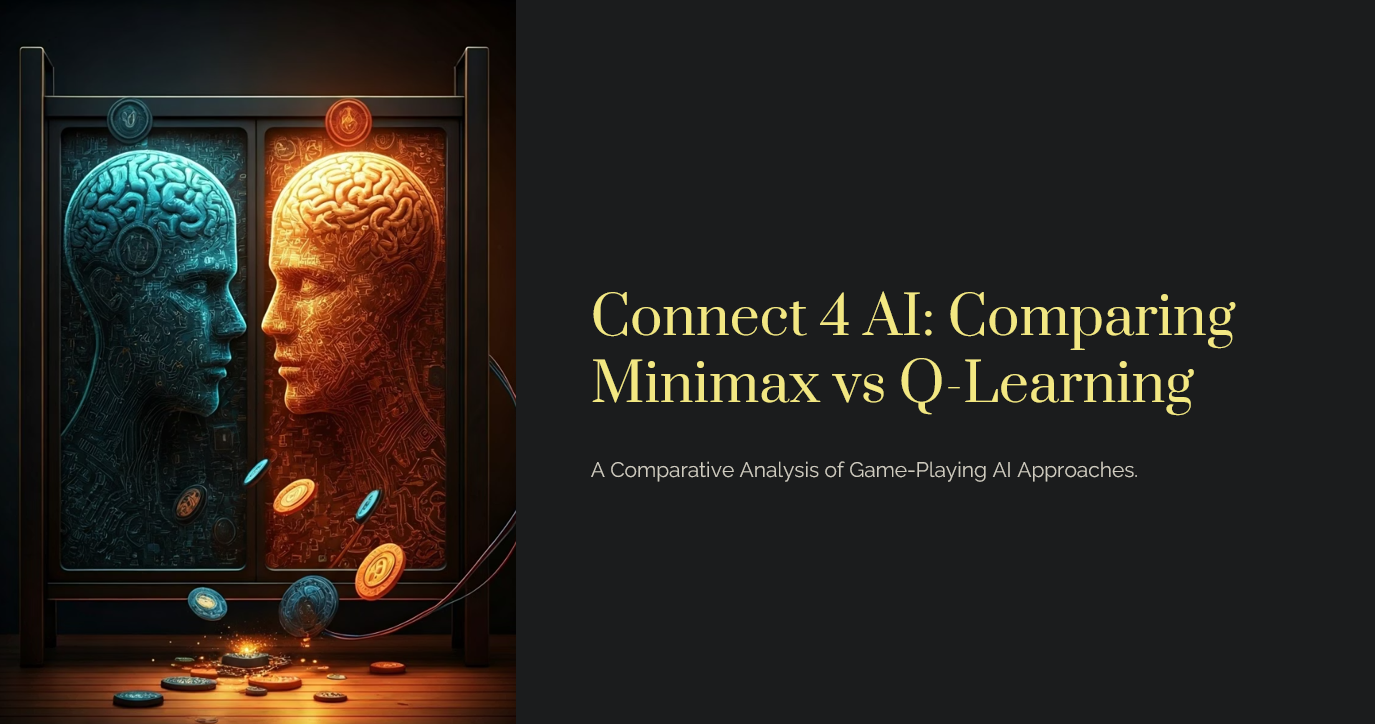 Connect 4 AI: Comparing
Minimax vs Q-Learning
A Comparative Analysis of Game-Playing AI Approaches.